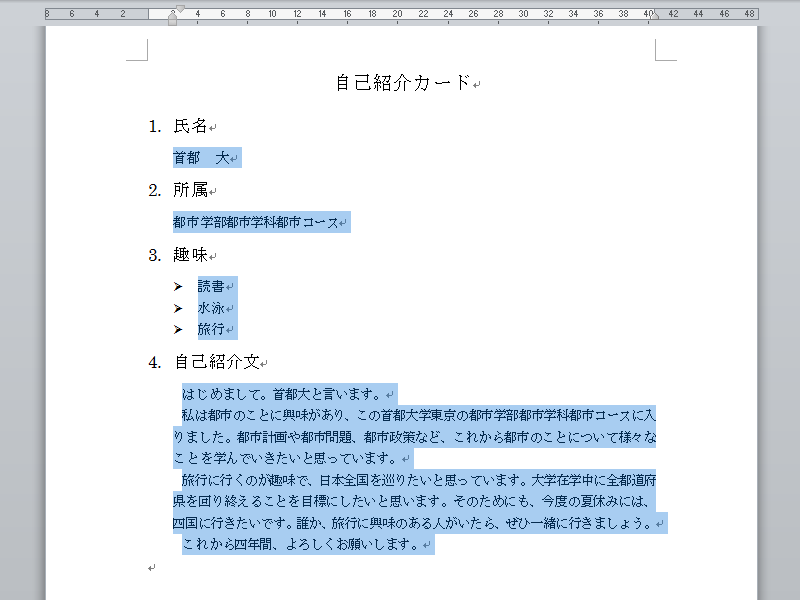 8 6 4 2 2 4 6 8 10 12 14 16 18 20 22 24 26 28 30 32 34 36 38 40 42 44 46 48
自己紹介カード
1. 氏名
首都　大
2. 所属
都市学部都市学科都市コース
3. 趣味
➢ 読書
➢ 水泳
➢ 旅行
4. 自己紹介文
はじめまして。首都大と言います。
私は都市のことに興味があり、この首都大学東京の都市学部都市学科都市コースに入
りました。都市計画や都市問題、都市政策など、これから都市のことについて様々な
ことを学んでいきたいと思っています。
旅行に行くのが趣味で、日本全国を巡りたいと思っています。大学在学中に全都道府
県を回り終えることを目標にしたいと思います。そのためにも、今度の夏休みには、
四国に行きたいです。誰か、旅行に興味のある人がいたら、ぜひ一緒に行きましょう。
これから四年間、よろしくお願いします。